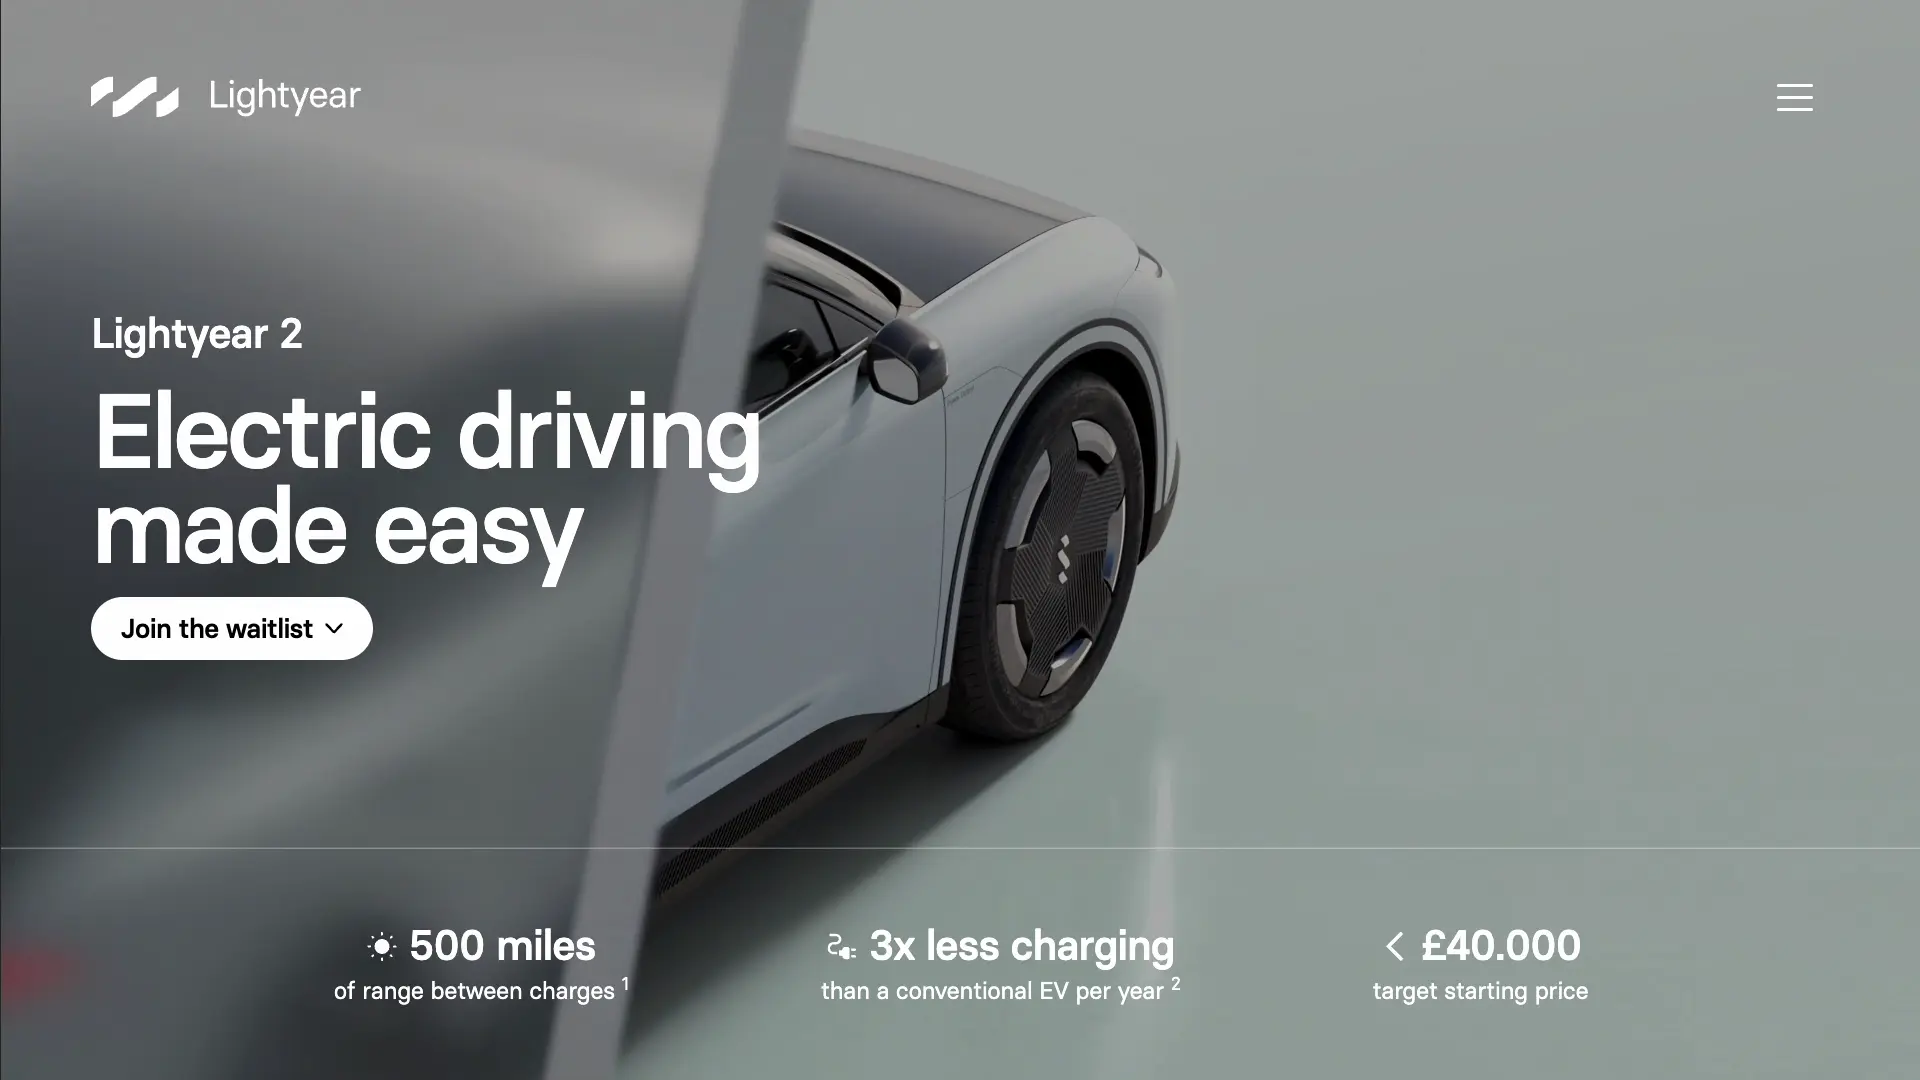 Lightyear
Lightyear 2
Electric driving
made easy
Join the waitlist
500 miles
of range between charges 1
3x less charging
than a conventional EV per year 2
< £40.000
target starting price